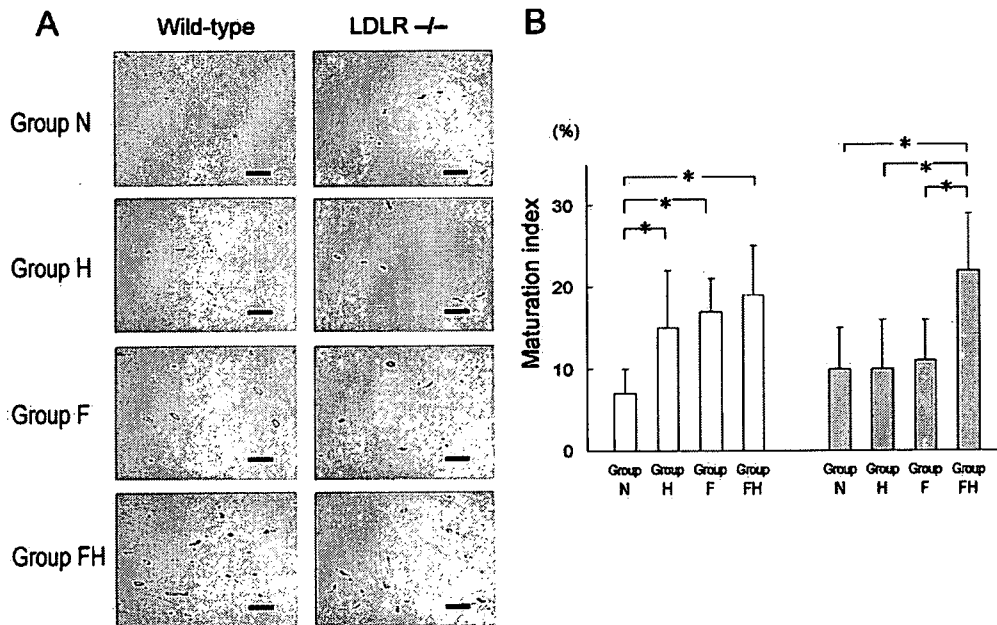 A
Wild-type
LDLR –/–
Group N
Group H
Group F
Group FH
B
(%)
Maturation index
30
20
10
0
*
*
*
*
*
*
Group N
Group H
Group F
Group FH
Group N
Group H
Group F
Group FH